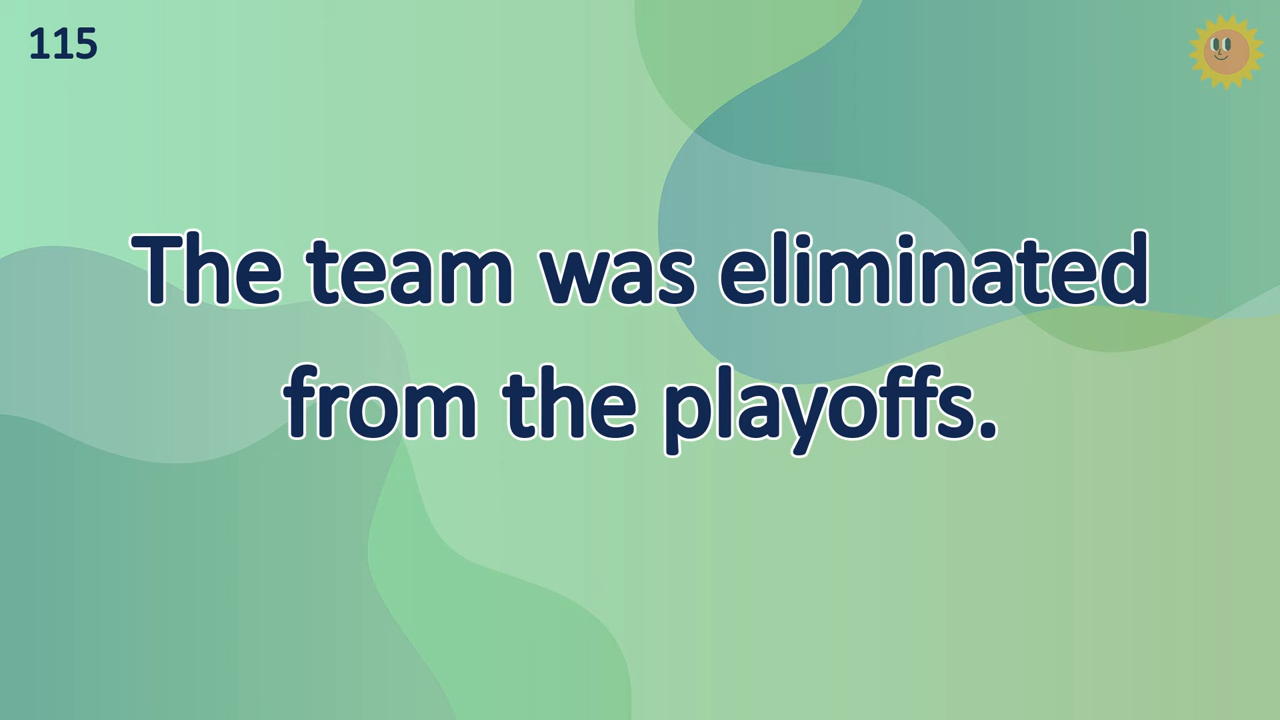 115
The team was eliminated
from the playoffs.